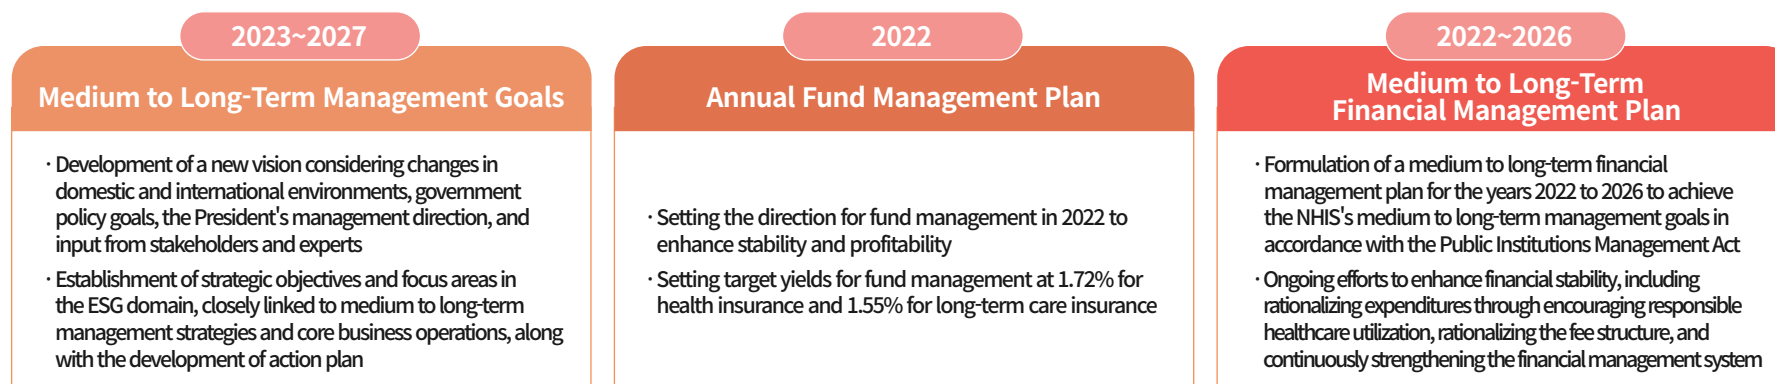 2023~2027
Medium to Long-Term Management Goals
· Development of a new vision considering changes in
domestic and international environments, government
policy goals, the President's management direction, and
input from stakeholders and experts
· Establishment of strategic objectives and focus areas in
the ESG domain, closely linked to medium to long-term
management strategies and core business operations, along
with the development of action plan
2022
Annual Fund Management Plan
· Setting the direction for fund management in 2022 to
enhance stability and profitability
· Setting target yields for fund management at 1.72% for
health insurance and 1.55% for long-term care insurance
2022~2026
Medium to Long-Term
Financial Management Plan
· Formulation of a medium to long-term financial
management plan for the years 2022 to 2026 to achieve
the NHIS's medium to long-term management goals in
accordance with the Public Institutions Management Act
· Ongoing efforts to enhance financial stability, including
rationalizing expenditures through encouraging responsible
healthcare utilization, rationalizing the fee structure, and
continuously strengthening the financial management system